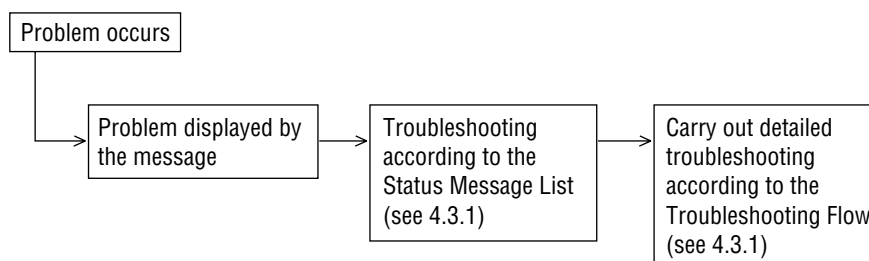 Problem occurs
Problem displayed by
the message
Troubleshooting
according to the
Status Message List
(see 4.3.1)
Carry out detailed
troubleshooting
according to the
Troubleshooting Flow
(see 4.3.1)